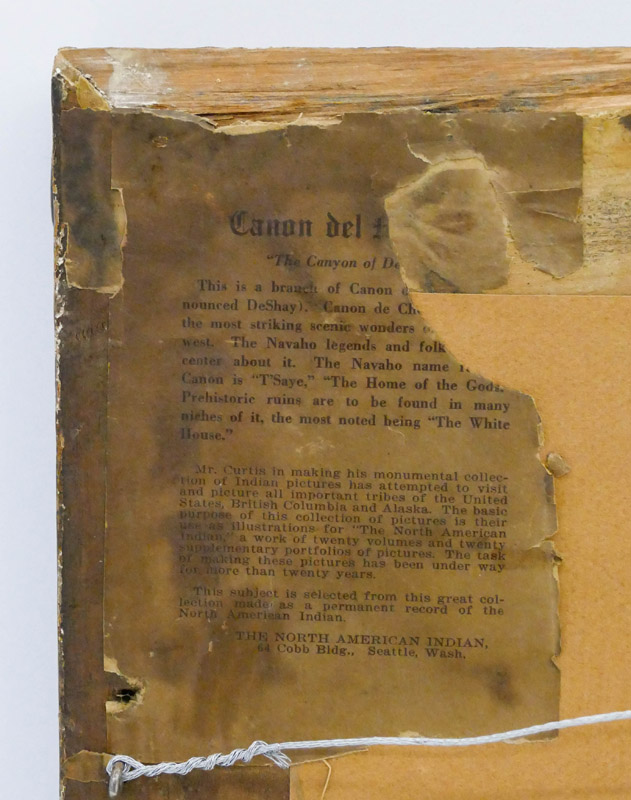 Canon del
"The Canyon of
This is a branch of Canon
nounced DeShay). Canon de
the most striking scenic wonders
west. The Navaho legends and folk
center about it. The Navaho name
Canon is "T'Saye," "The Home of the Gods."
Prehistoric ruins are to be found in many
niches of it, the most noted being "The White
House."
Mr. Curtis in making his monumental collec-
tion of Indian pictures has attempted to visit
and picture all important tribes of the United
States, British Columbia and Alaska. The basic
purpose of this collection of pictures is their
use as illustrations for "The North American
Indian," a work of twenty volumes and twenty
supplementary portfolios of pictures. The task
of making these pictures has been under way
for more than twenty years.
This subject is selected from this great col-
lection made as a permanent record of the
North American Indian.
THE NORTH AMERICAN INDIAN,
64 Cobb Bldg., Seattle, Wash.